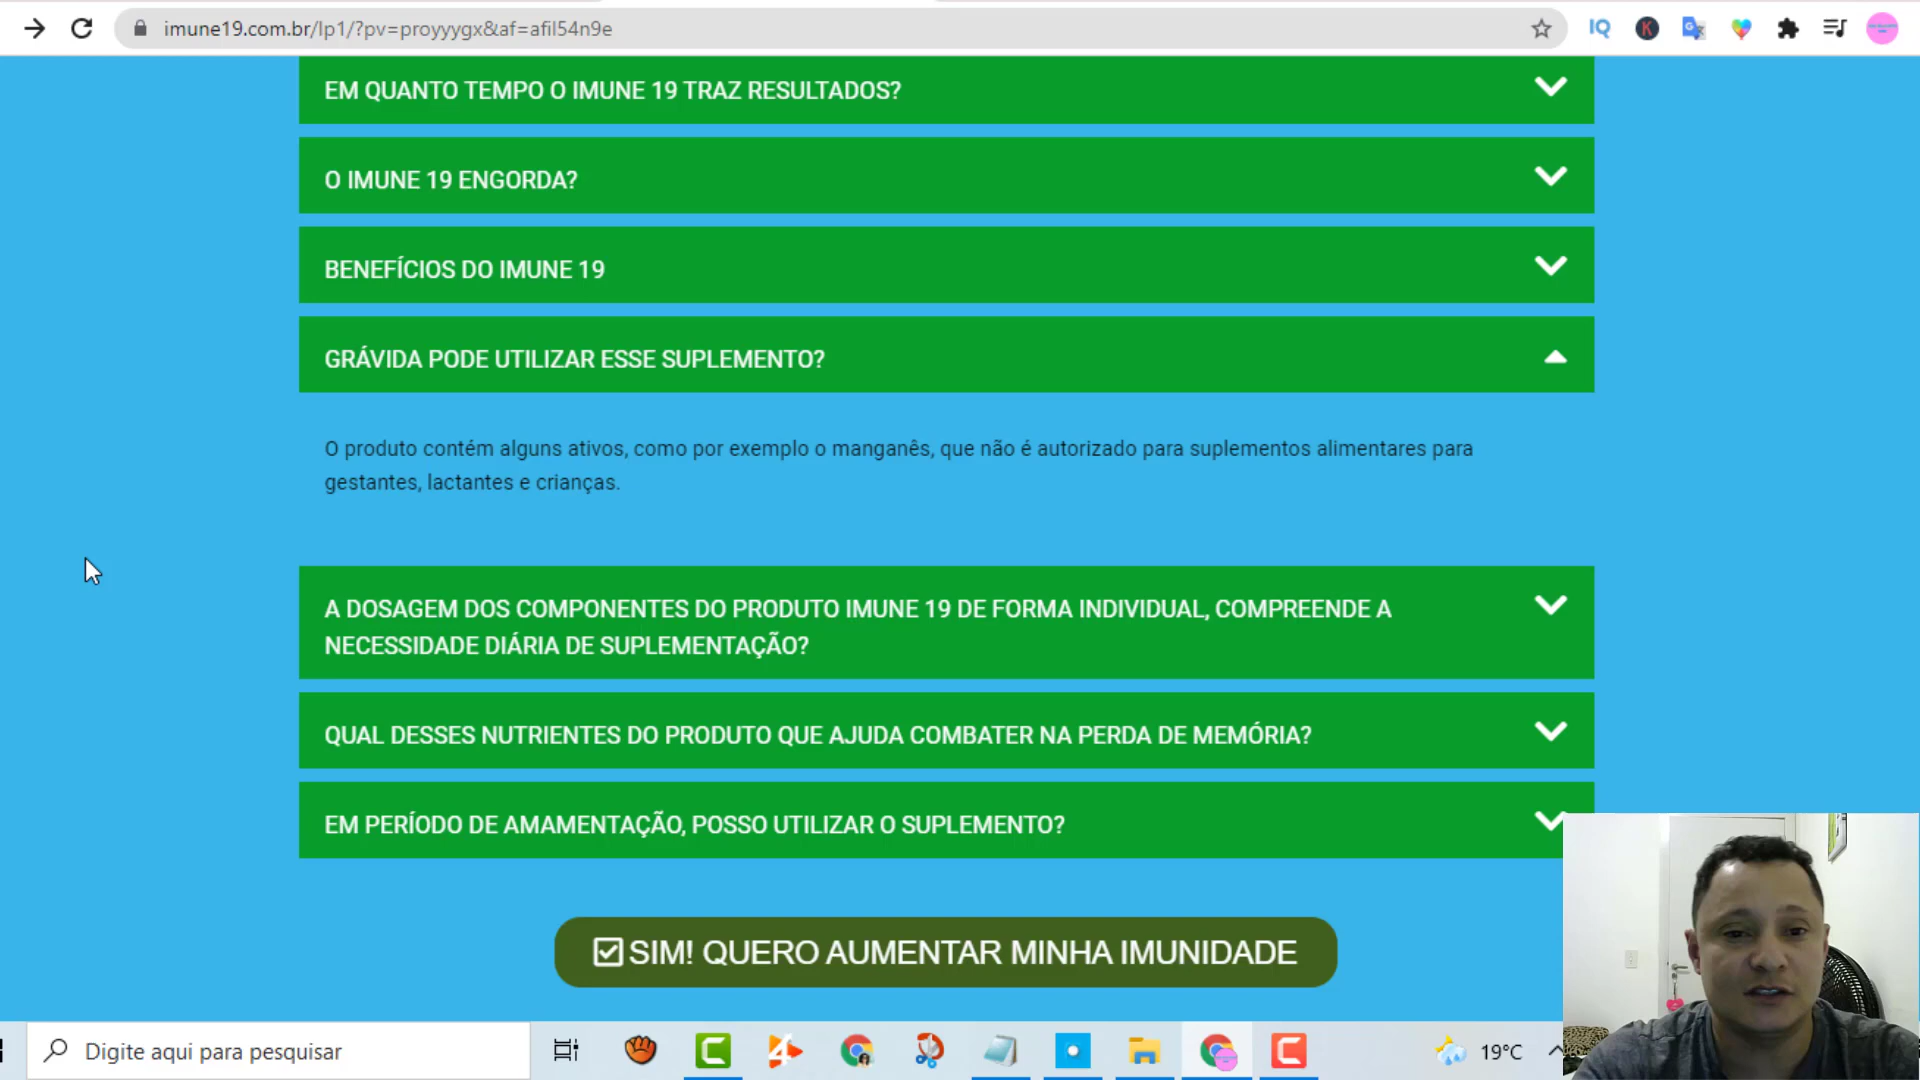 imune19.com.br/lp1/?pv=proyyygx&af=afil54n9e
IQ
K
EM QUANTO TEMPO O IMUNE 19 TRAZ RESULTADOS?
O IMUNE 19 ENGORDA?
BENEFÍCIOS DO IMUNE 19
GRÁVIDA PODE UTILIZAR ESSE SUPLEMENTO?
O produto contém alguns ativos, como por exemplo o manganês, que não é autorizado para suplementos alimentares para
gestantes, lactantes e crianças.
A DOSAGEM DOS COMPONENTES DO PRODUTO IMUNE 19 DE FORMA INDIVIDUAL, COMPREENDE A
NECESSIDADE DIÁRIA DE SUPLEMENTAÇÃO?
QUAL DESSES NUTRIENTES DO PRODUTO QUE AJUDA COMBATER NA PERDA DE MEMÓRIA?
EM PERÍODO DE AMAMENTAÇÃO, POSSO UTILIZAR O SUPLEMENTO?
SIM! QUERO AUMENTAR MINHA IMUNIDADE
Digite aqui para pesquisar
19°C